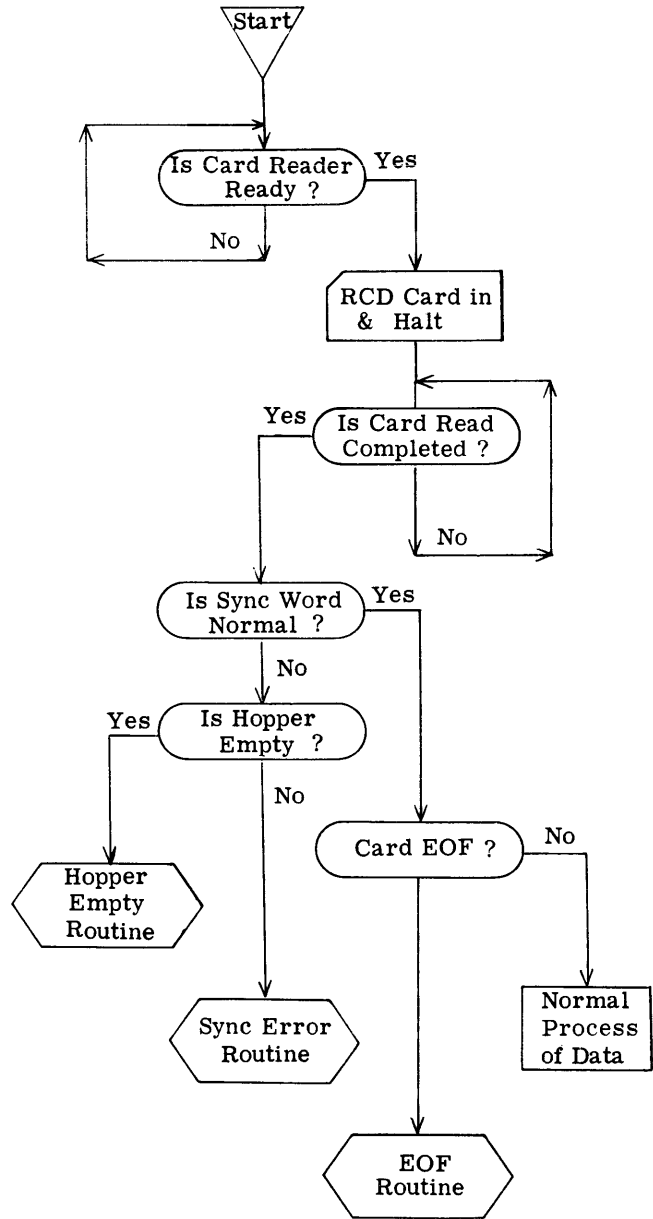 Start
Is Card Reader
Ready ?
Yes
No
RCD Card in
& Halt
Yes
Is Card Read
Completed ?
No
Is Sync Word
Normal ?
Yes
No
Yes
Is Hopper
Empty ?
No
Card EOF ?
No
Hopper
Empty
Routine
Normal
Process
of Data
Sync Error
Routine
EOF
Routine